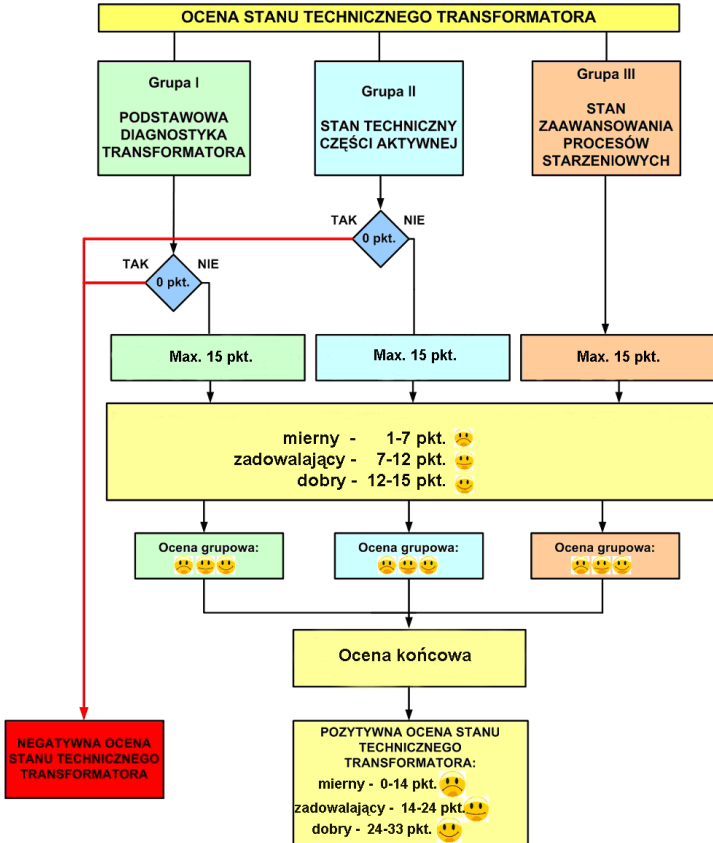 OCENA STANU TECHNICZNEGO TRANSFORMATORA
Grupa I
PODSTAWOWA
DIAGNOSTYKA
TRANSFORMATORA
Grupa II
STAN TECHNICZNY
CZĘŚCI AKTYWNEJ
Grupa III
STAN
ZAAWANSOWANIA
PROCESÓW
STARZENIOWYCH
TAK
NIE
0 pkt.
TAK
NIE
0 pkt.
Max. 15 pkt.
Max. 15 pkt.
Max. 15 pkt.
mierny - 1-7 pkt.
zadowalający - 7-12 pkt.
dobry - 12-15 pkt.
Ocena grupowa:
Ocena grupowa:
Ocena grupowa:
Ocena końcowa
NEGATYWNA OCENA
STANU TECHNICZNEGO
TRANSFORMATORA
POZYTYWNA OCENA STANU
TECHNICZNEGO
TRANSFORMATORA:
mierny - 0-14 pkt.
zadowalający - 14-24 pkt.
dobry - 24-33 pkt.